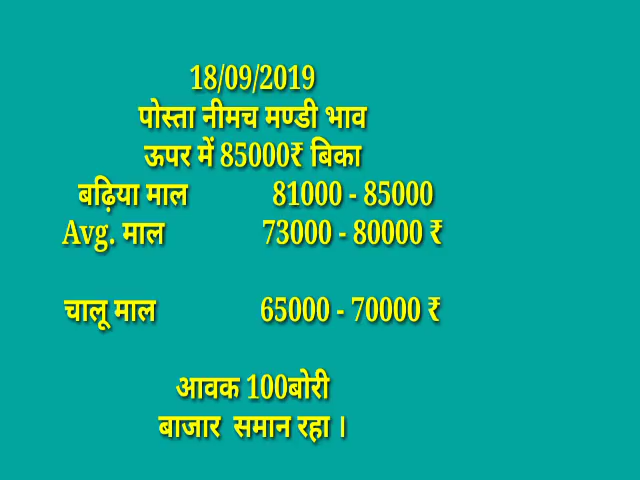 18/09/2019
पोस्ता नीमच मण्डी भाव
ऊपर में 85000₹ बिका
बढ़िया माल 81000 - 85000
Avg. माल 73000 - 80000 ₹
चालू माल 65000 - 70000 ₹
आवक 100बोरी
बाजार समान रहा ।